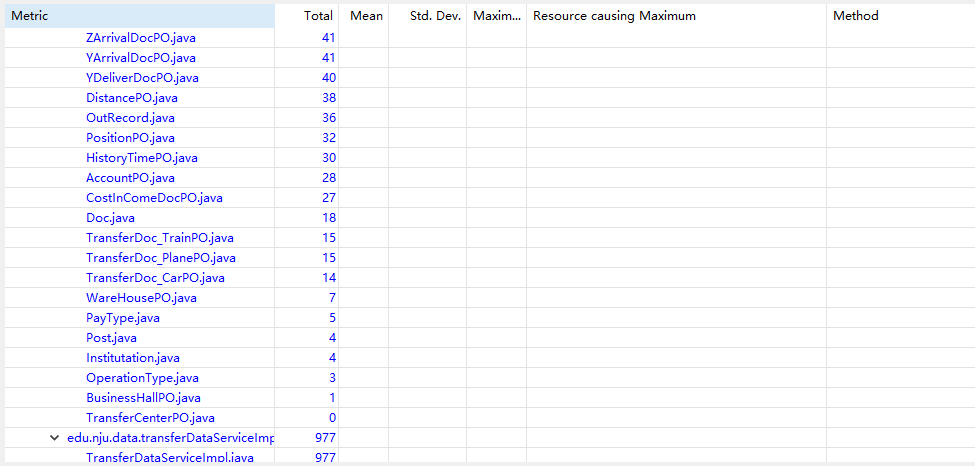 Metric Total Mean Std. Dev. Maxim... Resource causing Maximum Method
ZArrivalDocPO.java 41
YArrivalDocPO.java 41
YDeliverDocPO.java 40
DistancePO.java 38
OutRecord.java 36
PositionPO.java 32
HistoryTimePO.java 30
AccountPO.java 28
CostInComeDocPO.java 27
Doc.java 18
TransferDoc_TrainPO.java 15
TransferDoc_PlanePO.java 15
TransferDoc_CarPO.java 14
WareHousePO.java 7
PayType.java 5
Post.java 4
Institutation.java 4
OperationType.java 3
BusinessHallPO.java 1
TransferCenterPO.java 0
edu.nju.data.transferDataServiceImp 977
TransferDataServiceImpl.java 977